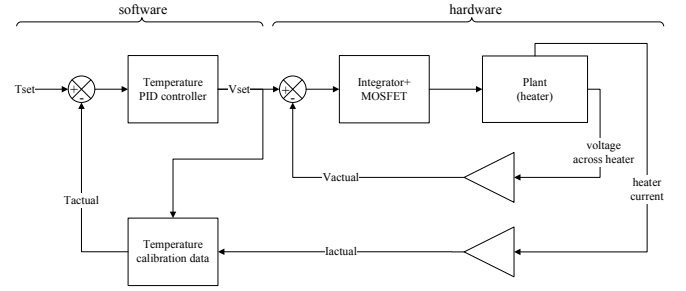 software
hardware
Tset
+
-
Temperature
PID controller
Vset
+
-
Integrator+
MOSFET
Plant
(heater)
voltage
across heater
Vactual
heater
current
Tactual
Temperature
calibration data
Iactual